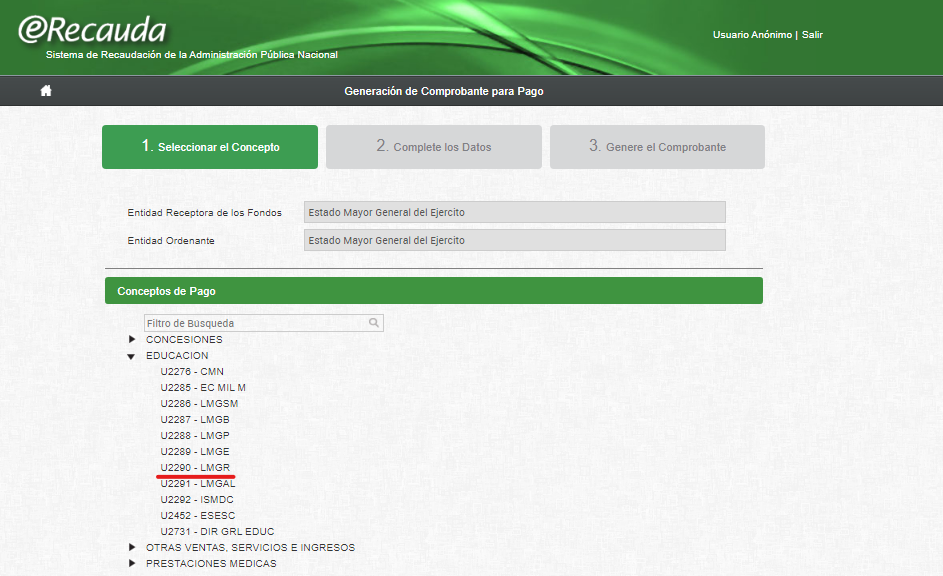 @Recauda
Sistema de Recaudación de la Administración Pública Nacional
Usuario Anónimo | Salir
Generación de Comprobante para Pago
1. Seleccionar el Concepto
2. Complete los Datos
3. Genere el Comprobante
Entidad Receptora de los Fondos
Estado Mayor General del Ejercito
Entidad Ordenante
Estado Mayor General del Ejercito
Conceptos de Pago
Filtro de Búsqueda
CONCESIONES
EDUCACION
U2276 - CMN
U2285 - EC MIL M
U2286 - LMGSM
U2287 - LMGB
U2288 - LMGP
U2289 - LMGE
U2290 - LMGR
U2291 - LMGAL
U2292 - ISMDC
U2452 - ESESC
U2731 - DIR GRL EDUC
OTRAS VENTAS, SERVICIOS E INGRESOS
PRESTACIONES MEDICAS